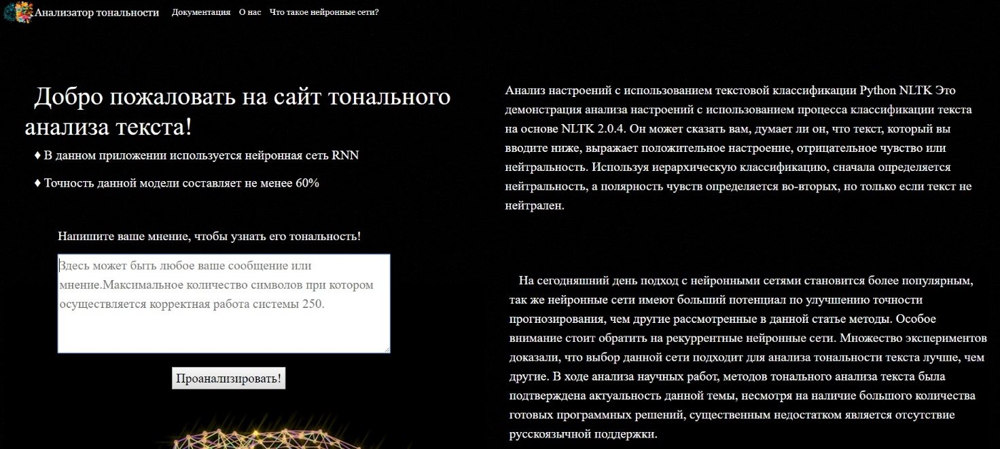 Анализатор тональности Документация О нас Что такое нейронные сети?
Добро пожаловать на сайт тонального
анализа текста!
♦ В данном приложении используется нейронная сеть RNN
♦ Точность данной модели составляет не менее 60%
Напишите ваше мнение, чтобы узнать его тональность!
Здесь может быть любое ваше сообщение или
мнение.Максимальное количество символов при котором
осуществляется корректная работа системы 250.
Проанализировать!
Анализ настроений с использованием текстовой классификации Python NLTK Это
демонстрация анализа настроений с использованием процесса классификации текста
на основе NLTK 2.0.4. Он может сказать вам, думает ли он, что текст, который вы
вводите ниже, выражает положительное настроение, отрицательное чувство или
нейтральность. Используя иерархическую классификацию, сначала определяется
нейтральность, а полярность чувств определяется во-вторых, но только если текст не
нейтрален.
На сегодняшний день подход с нейронными сетями становится более популярным,
так же нейронные сети имеют больший потенциал по улучшению точности
прогнозирования, чем другие рассмотренные в данной статье методы. Особое
внимание стоит обратить на рекуррентные нейронные сети. Множество экспериментов
доказали, что выбор данной сети подходит для анализа тональности текста лучше, чем
другие. В ходе анализа научных работ, методов тонального анализа текста была
подтверждена актуальность данной темы, несмотря на наличие большого количества
готовых программных решений, существенным недостатком является отсутствие
русскоязычной поддержки.